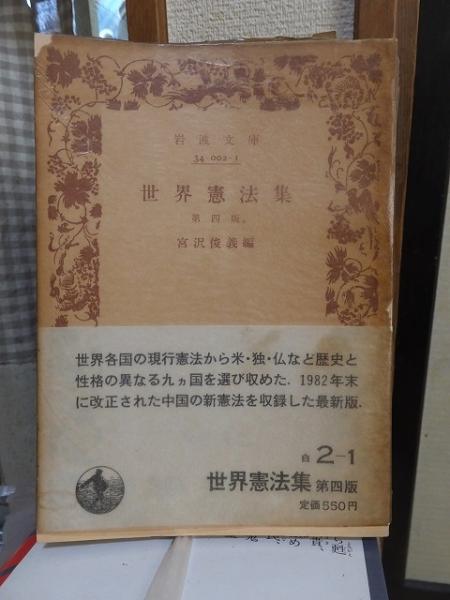 岩波文庫
34-002-1
世界憲法集
第四版
宮沢俊義編
世界各国の現行憲法から米・独・仏など歴史と
性格の異なる九ヵ国を選び収めた. 1982年末
に改正された中国の新憲法を収録した最新版.
白2-1
世界憲法集 第四版
定価550円